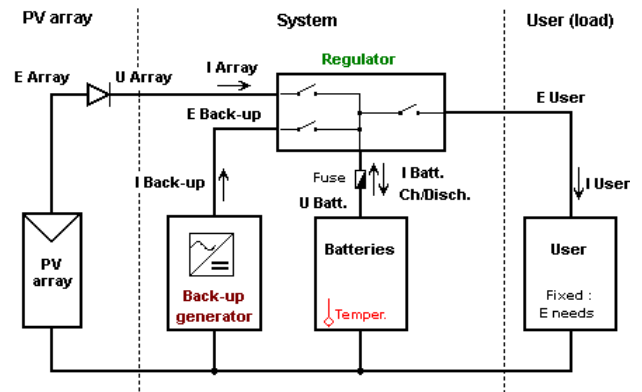 PV array
System
User (load)
Regulator
E Array
U Array
I Array
E Back-up
E User
I Back-up
Fuse
I Batt.
Ch/Disch.
U Batt.
I User
PV
array
Back-up
generator
Batteries
Temper.
User
Fixed :
E needs